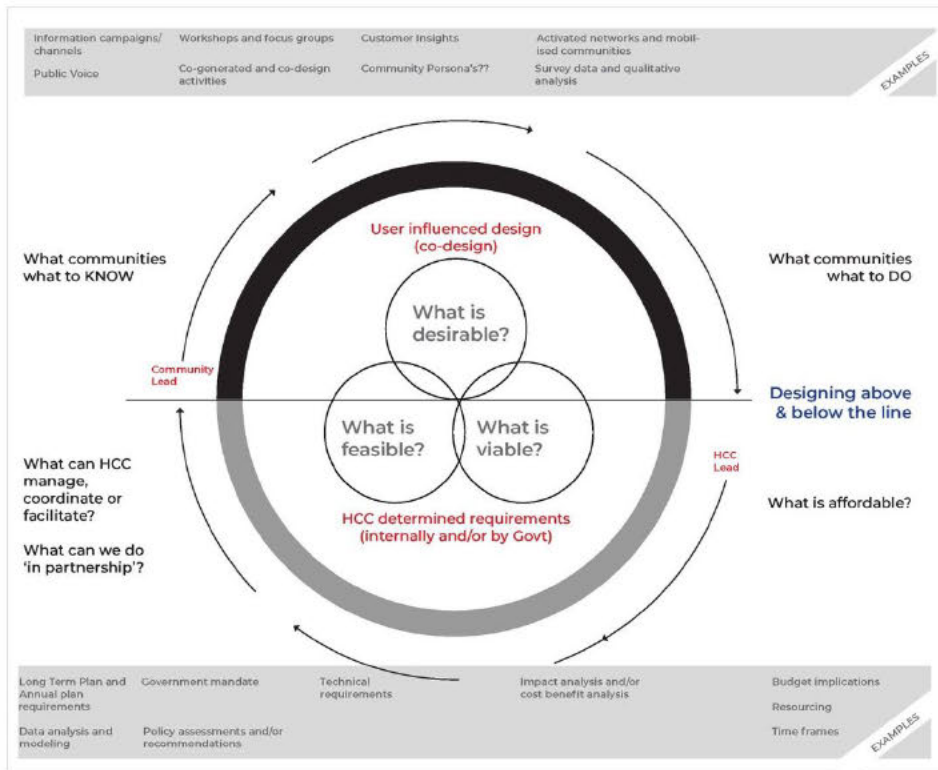 Information campaigns/
channels
Workshops and focus groups
Customer Insights
Activated networks and mobil-
ised communities
Public Voice
Co-generated and co-design
activities
Community Persona's??
Survey data and qualitative
analysis
EXAMPLES
User influenced design
(co-design)
What communities
what to KNOW
What communities
what to DO
What is
desirable?
Community
Lead
Designing above
& below the line
What is
feasible?
What is
viable?
HCC
Lead
What can HCC
manage,
coordinate or
facilitate?
What is affordable?
HCC determined requirements
(internally and/or by Govt)
What can we do
‘in partnership’?
Long Term Plan and
Annual plan
requirements
Government mandate
Technical
requirements
Impact analysis and/or
cost benefit analysis
Budget implications
Resourcing
Data analysis and
modeling
Policy assessments and/or
recommendations
Time frames
EXAMPLES